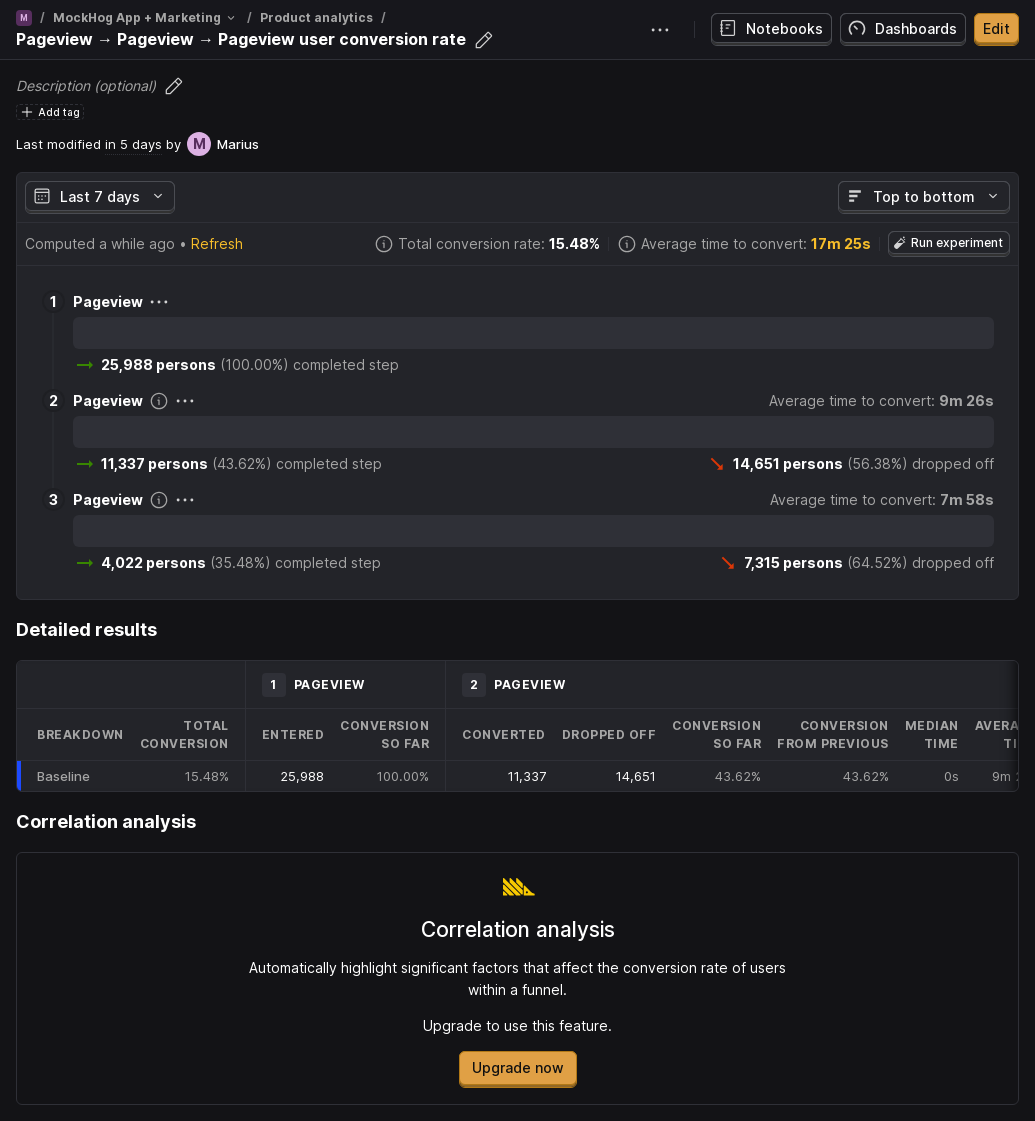 M / MockHog App + Marketing / Product analytics /
Pageview → Pageview → Pageview user conversion rate
Notebooks
Dashboards
Edit
Description (optional)
Add tag
Last modified in 5 days by M Marius
Last 7 days
Top to bottom
Computed a while ago • Refresh
Total conversion rate: 15.48%
Average time to convert: 17m 25s
Run experiment
1 Pageview
25,988 persons (100.00%) completed step
2 Pageview
Average time to convert: 9m 26s
11,337 persons (43.62%) completed step
14,651 persons (56.38%) dropped off
3 Pageview
Average time to convert: 7m 58s
4,022 persons (35.48%) completed step
7,315 persons (64.52%) dropped off
Detailed results
1 PAGEVIEW
2 PAGEVIEW
BREAKDOWN
TOTAL
CONVERSION
ENTERED
CONVERSION
SO FAR
CONVERTED
DROPPED OFF
CONVERSION
SO FAR
CONVERSION
FROM PREVIOUS
MEDIAN
TIME
Baseline 15.48% 25,988 100.00% 11,337 14,651 43.62% 43.62% 0s 9m
Correlation analysis
Correlation analysis
Automatically highlight significant factors that affect the conversion rate of users
within a funnel.
Upgrade to use this feature.
Upgrade now